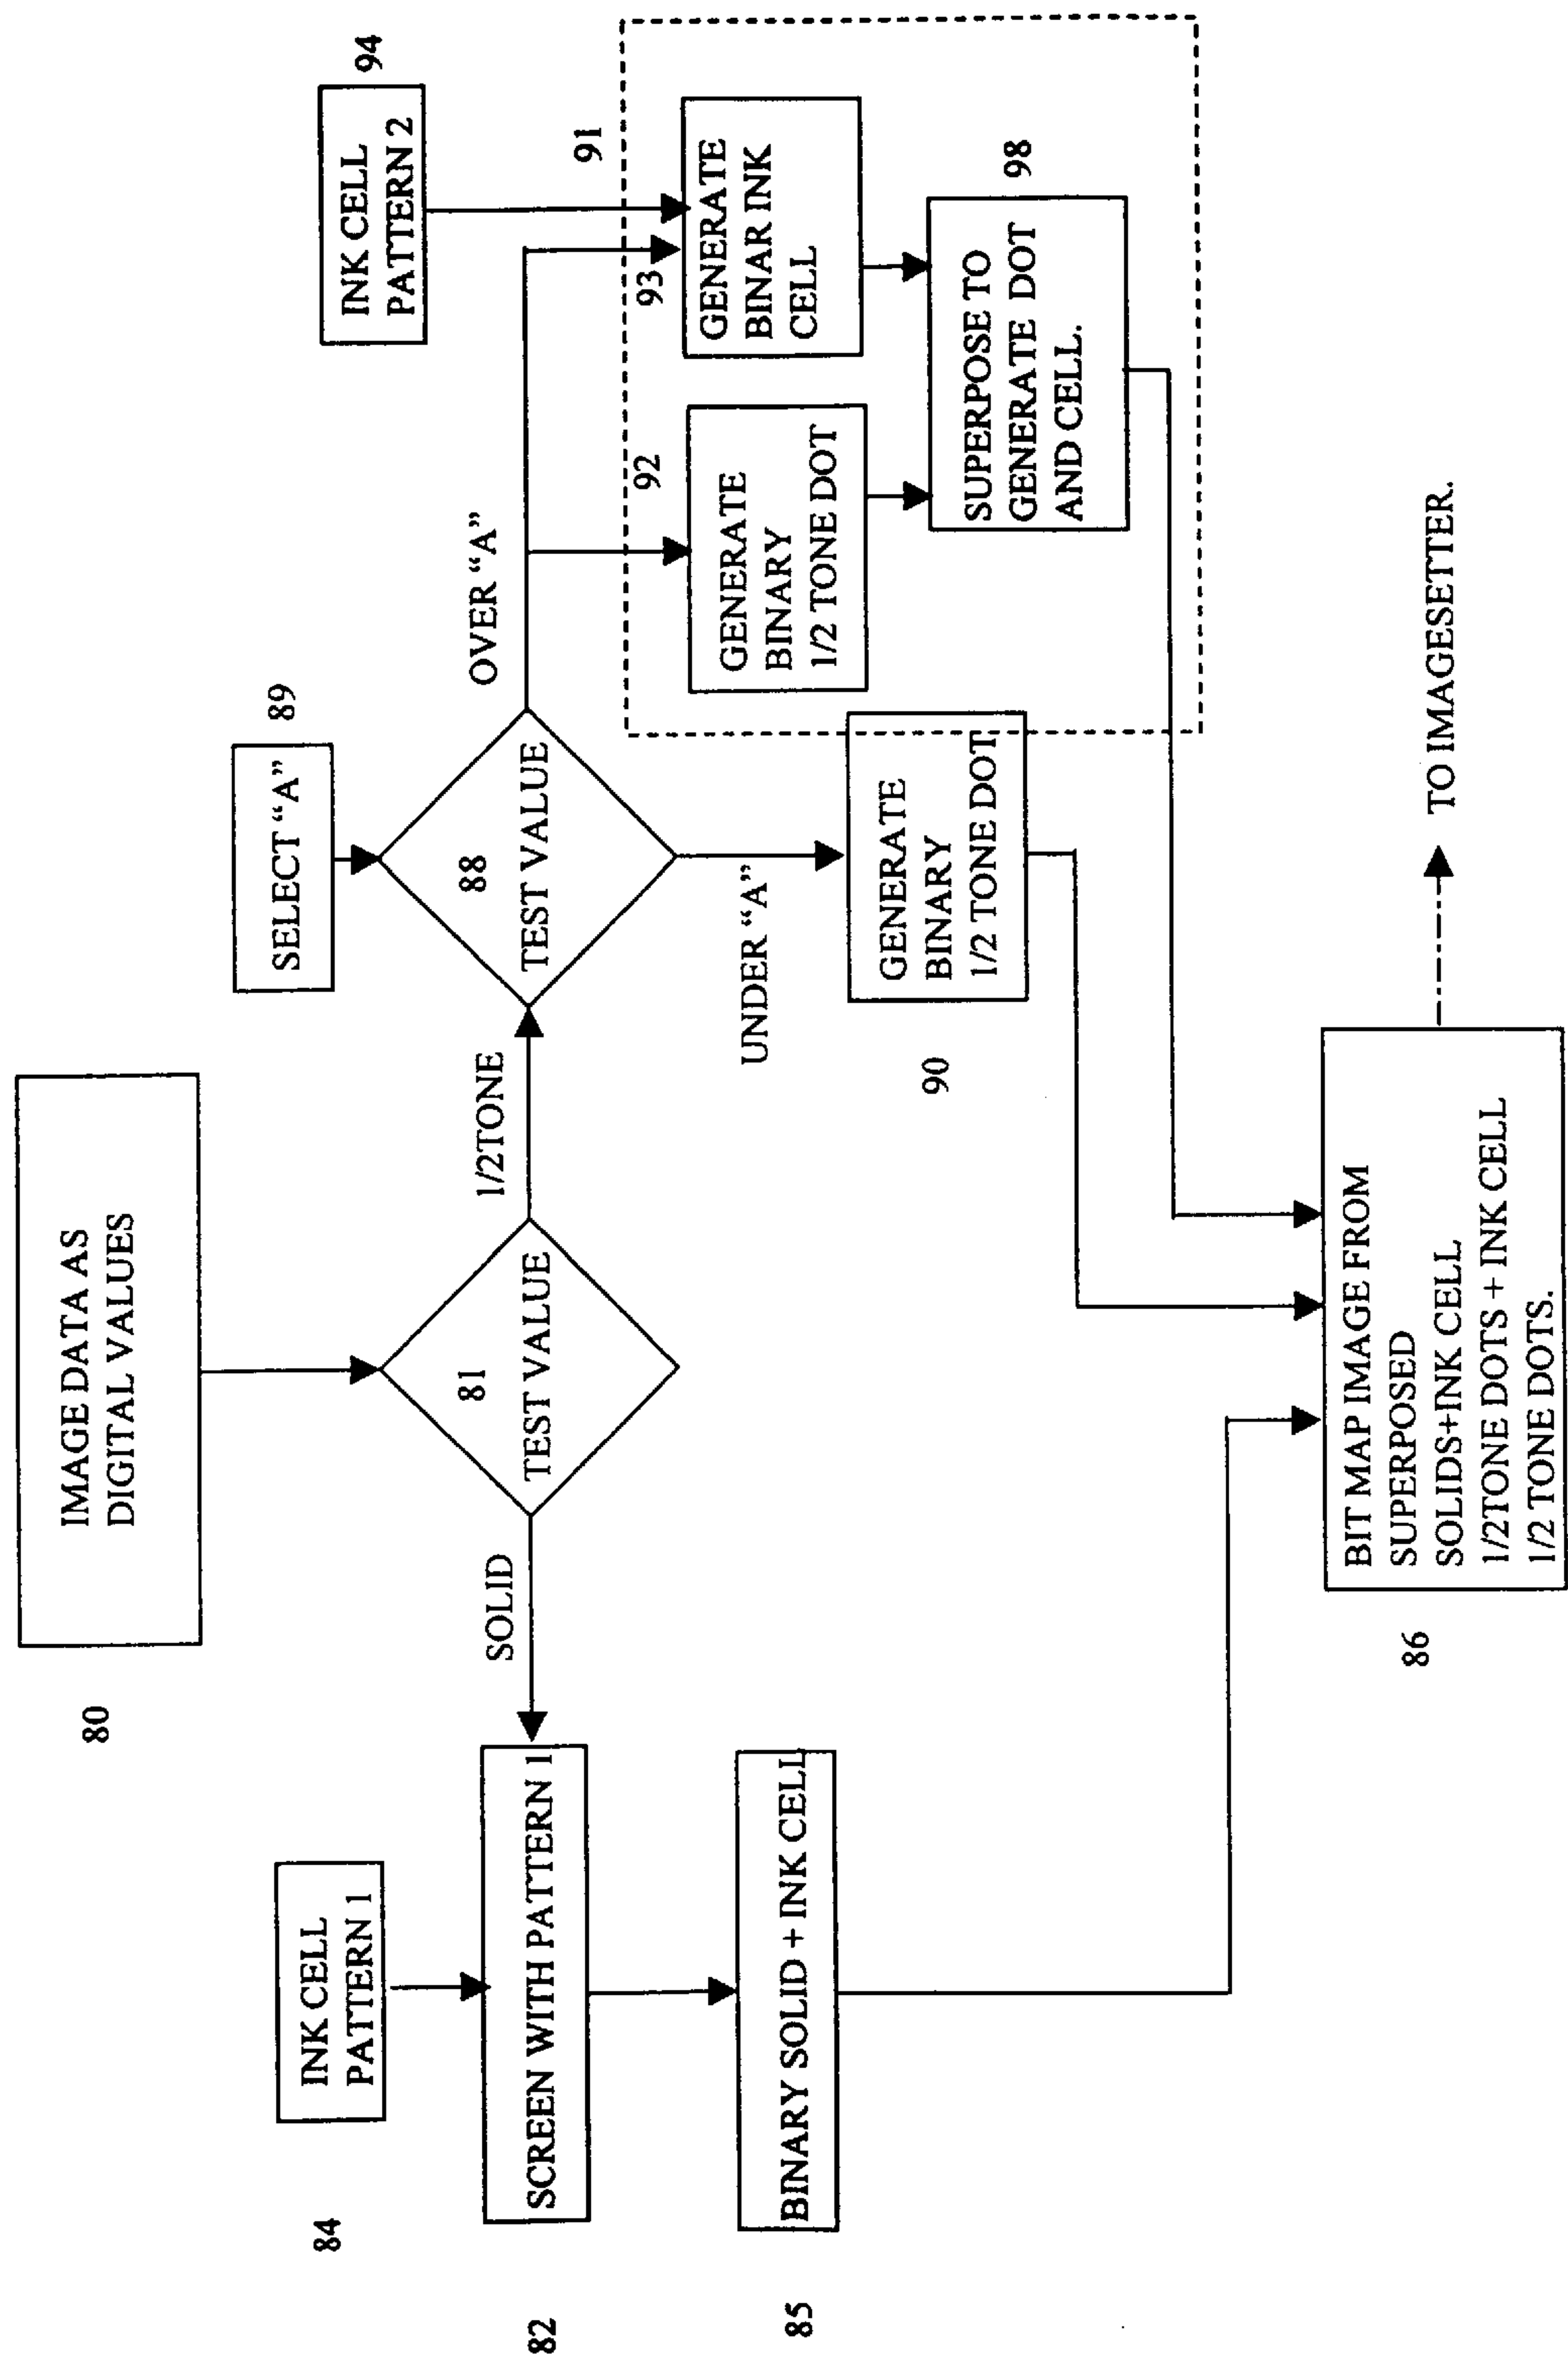 80
IMAGE DATA AS
DIGITAL VALUES
84
INK CELL
PATTERN 1
SELECT “A”
89
INK CELL
PATTERN 2
94
82
SCREEN WITH PATTERN 1
SOLID
81
TEST VALUE
1/2TONE
88
TEST VALUE
OVER “A”
UNDER “A”
91
92
93
85
BINARY SOLID + INK CELL
90
GENERATE
BINARY
1/2 TONE DOT
GENERATE
BINARY
1/2 TONE DOT
GENERATE
BINAR INK
CELL
SUPERPOSE TO
GENERATE DOT
AND CELL.
98
86
BIT MAP IMAGE FROM
SUPERPOSED
SOLIDS+INK CELL
1/2TONE DOTS + INK CELL
1/2 TONE DOTS.
TO IMAGESETTER.